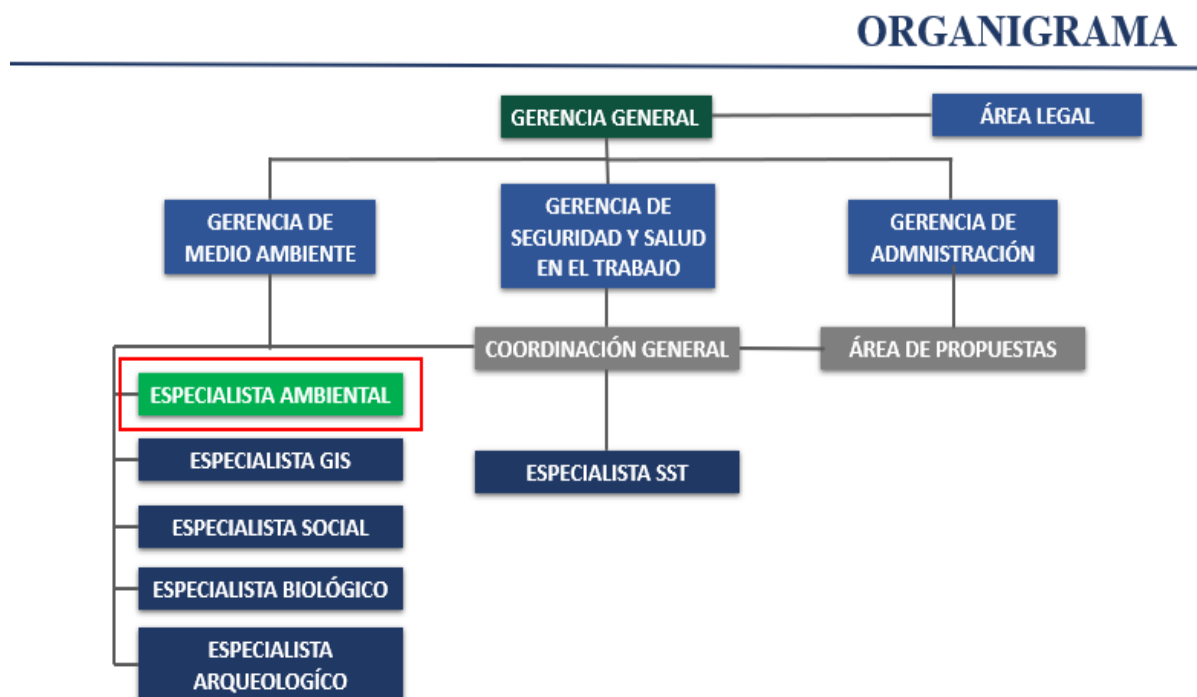 ORGANIGRAMA
GERENCIA GENERAL
ÁREA LEGAL
GERENCIA DE
MEDIO AMBIENTE
GERENCIA DE
SEGURIDAD Y SALUD
EN EL TRABAJO
GERENCIA DE
ADMNISTRACIÓN
COORDINACIÓN GENERAL
ÁREA DE PROPUESTAS
ESPECIALISTA AMBIENTAL
ESPECIALISTA GIS
ESPECIALISTA SST
ESPECIALISTA SOCIAL
ESPECIALISTA BIOLÓGICO
ESPECIALISTA
ARQUEOLOGÍCO